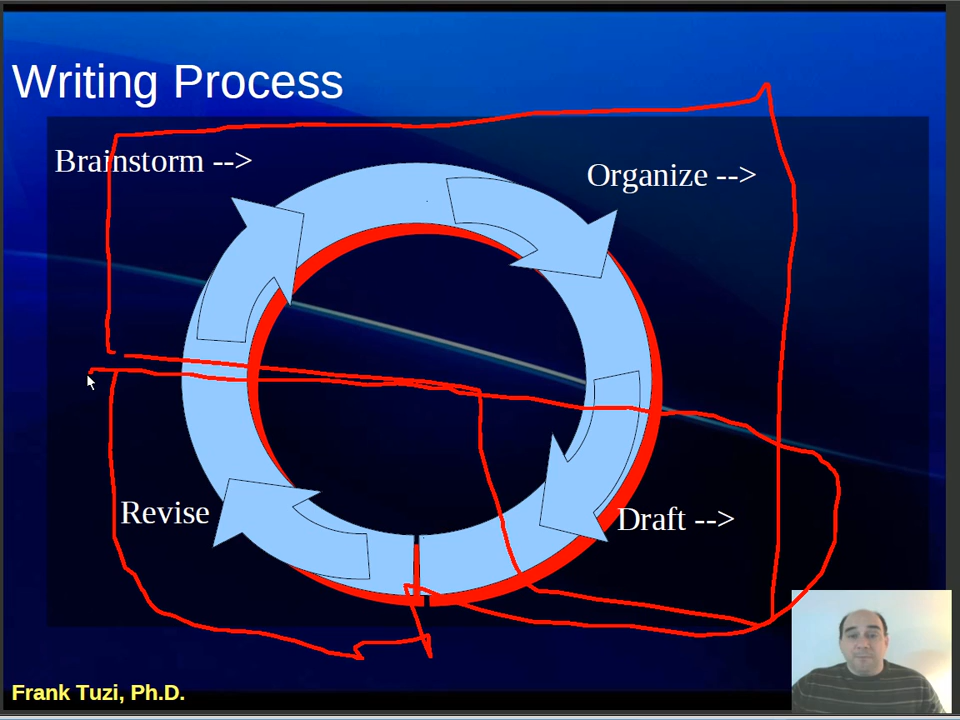 Writing Process
Brainstorm -->
Organize -->
Revise
Draft -->
Frank Tuzi, Ph.D.